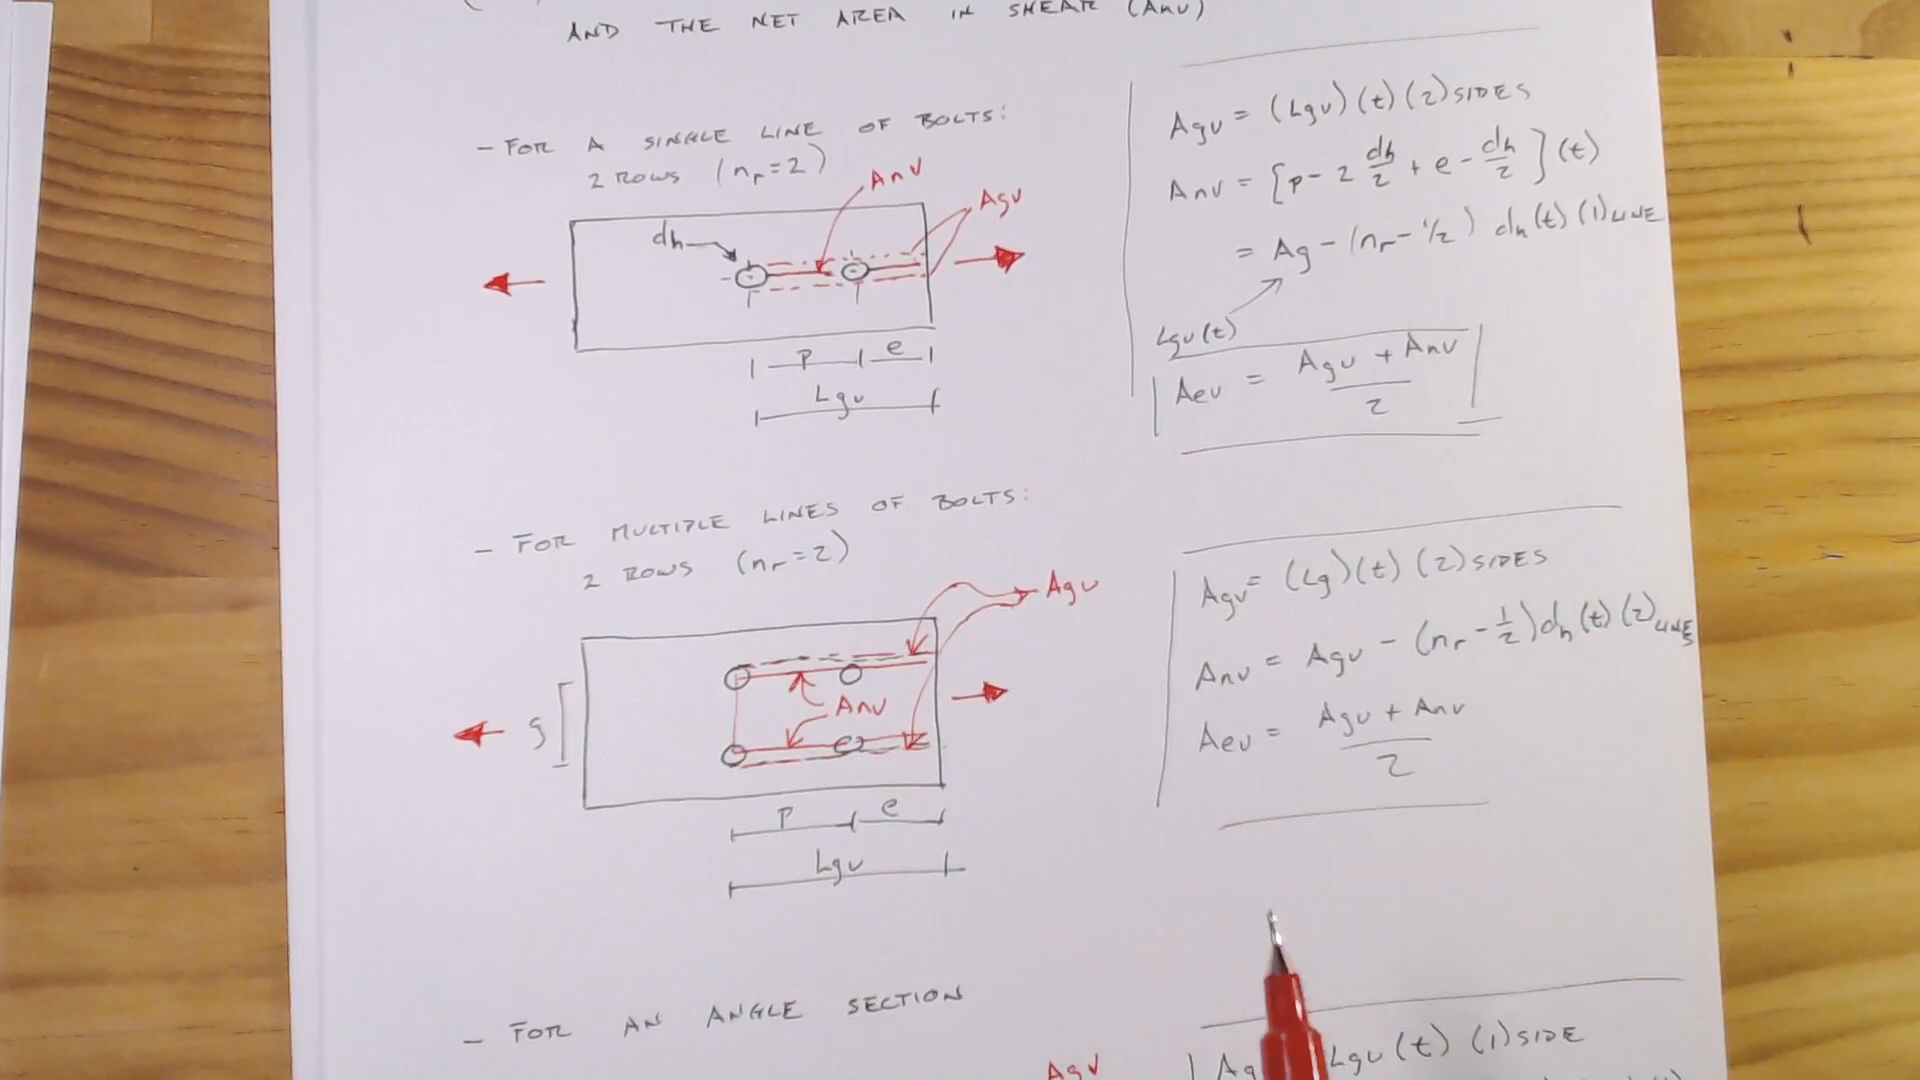 AND THE NET AREA IN SHEAR (Anv)
- FOR A SINGLE LINE OF BOLTS:
2 ROWS (nr=2)
Anv
Agv
dh
p e
Lgv
Agv = (Lgv)(t)(2)SIDES
Anv = [p - 2 dh/2 + e - dh/2](t)
= Ag - (nr - 1/2) dh(t)(1)LINE
Lgv(t)
Aev = Agv + Anv / 2
- FOR MULTIPLE LINES OF BOLTS:
2 ROWS (nr=2)
Agv
Anv
g
p e
Lgv
Agv = (Lg)(t)(2)SIDES
Anv = Agv - (nr - 1/2)dh(t)(2)LINES
Aev = Agv + Anv / 2
- FOR AN ANGLE SECTION
Agv
Ag Lgv(t)(1)SIDE